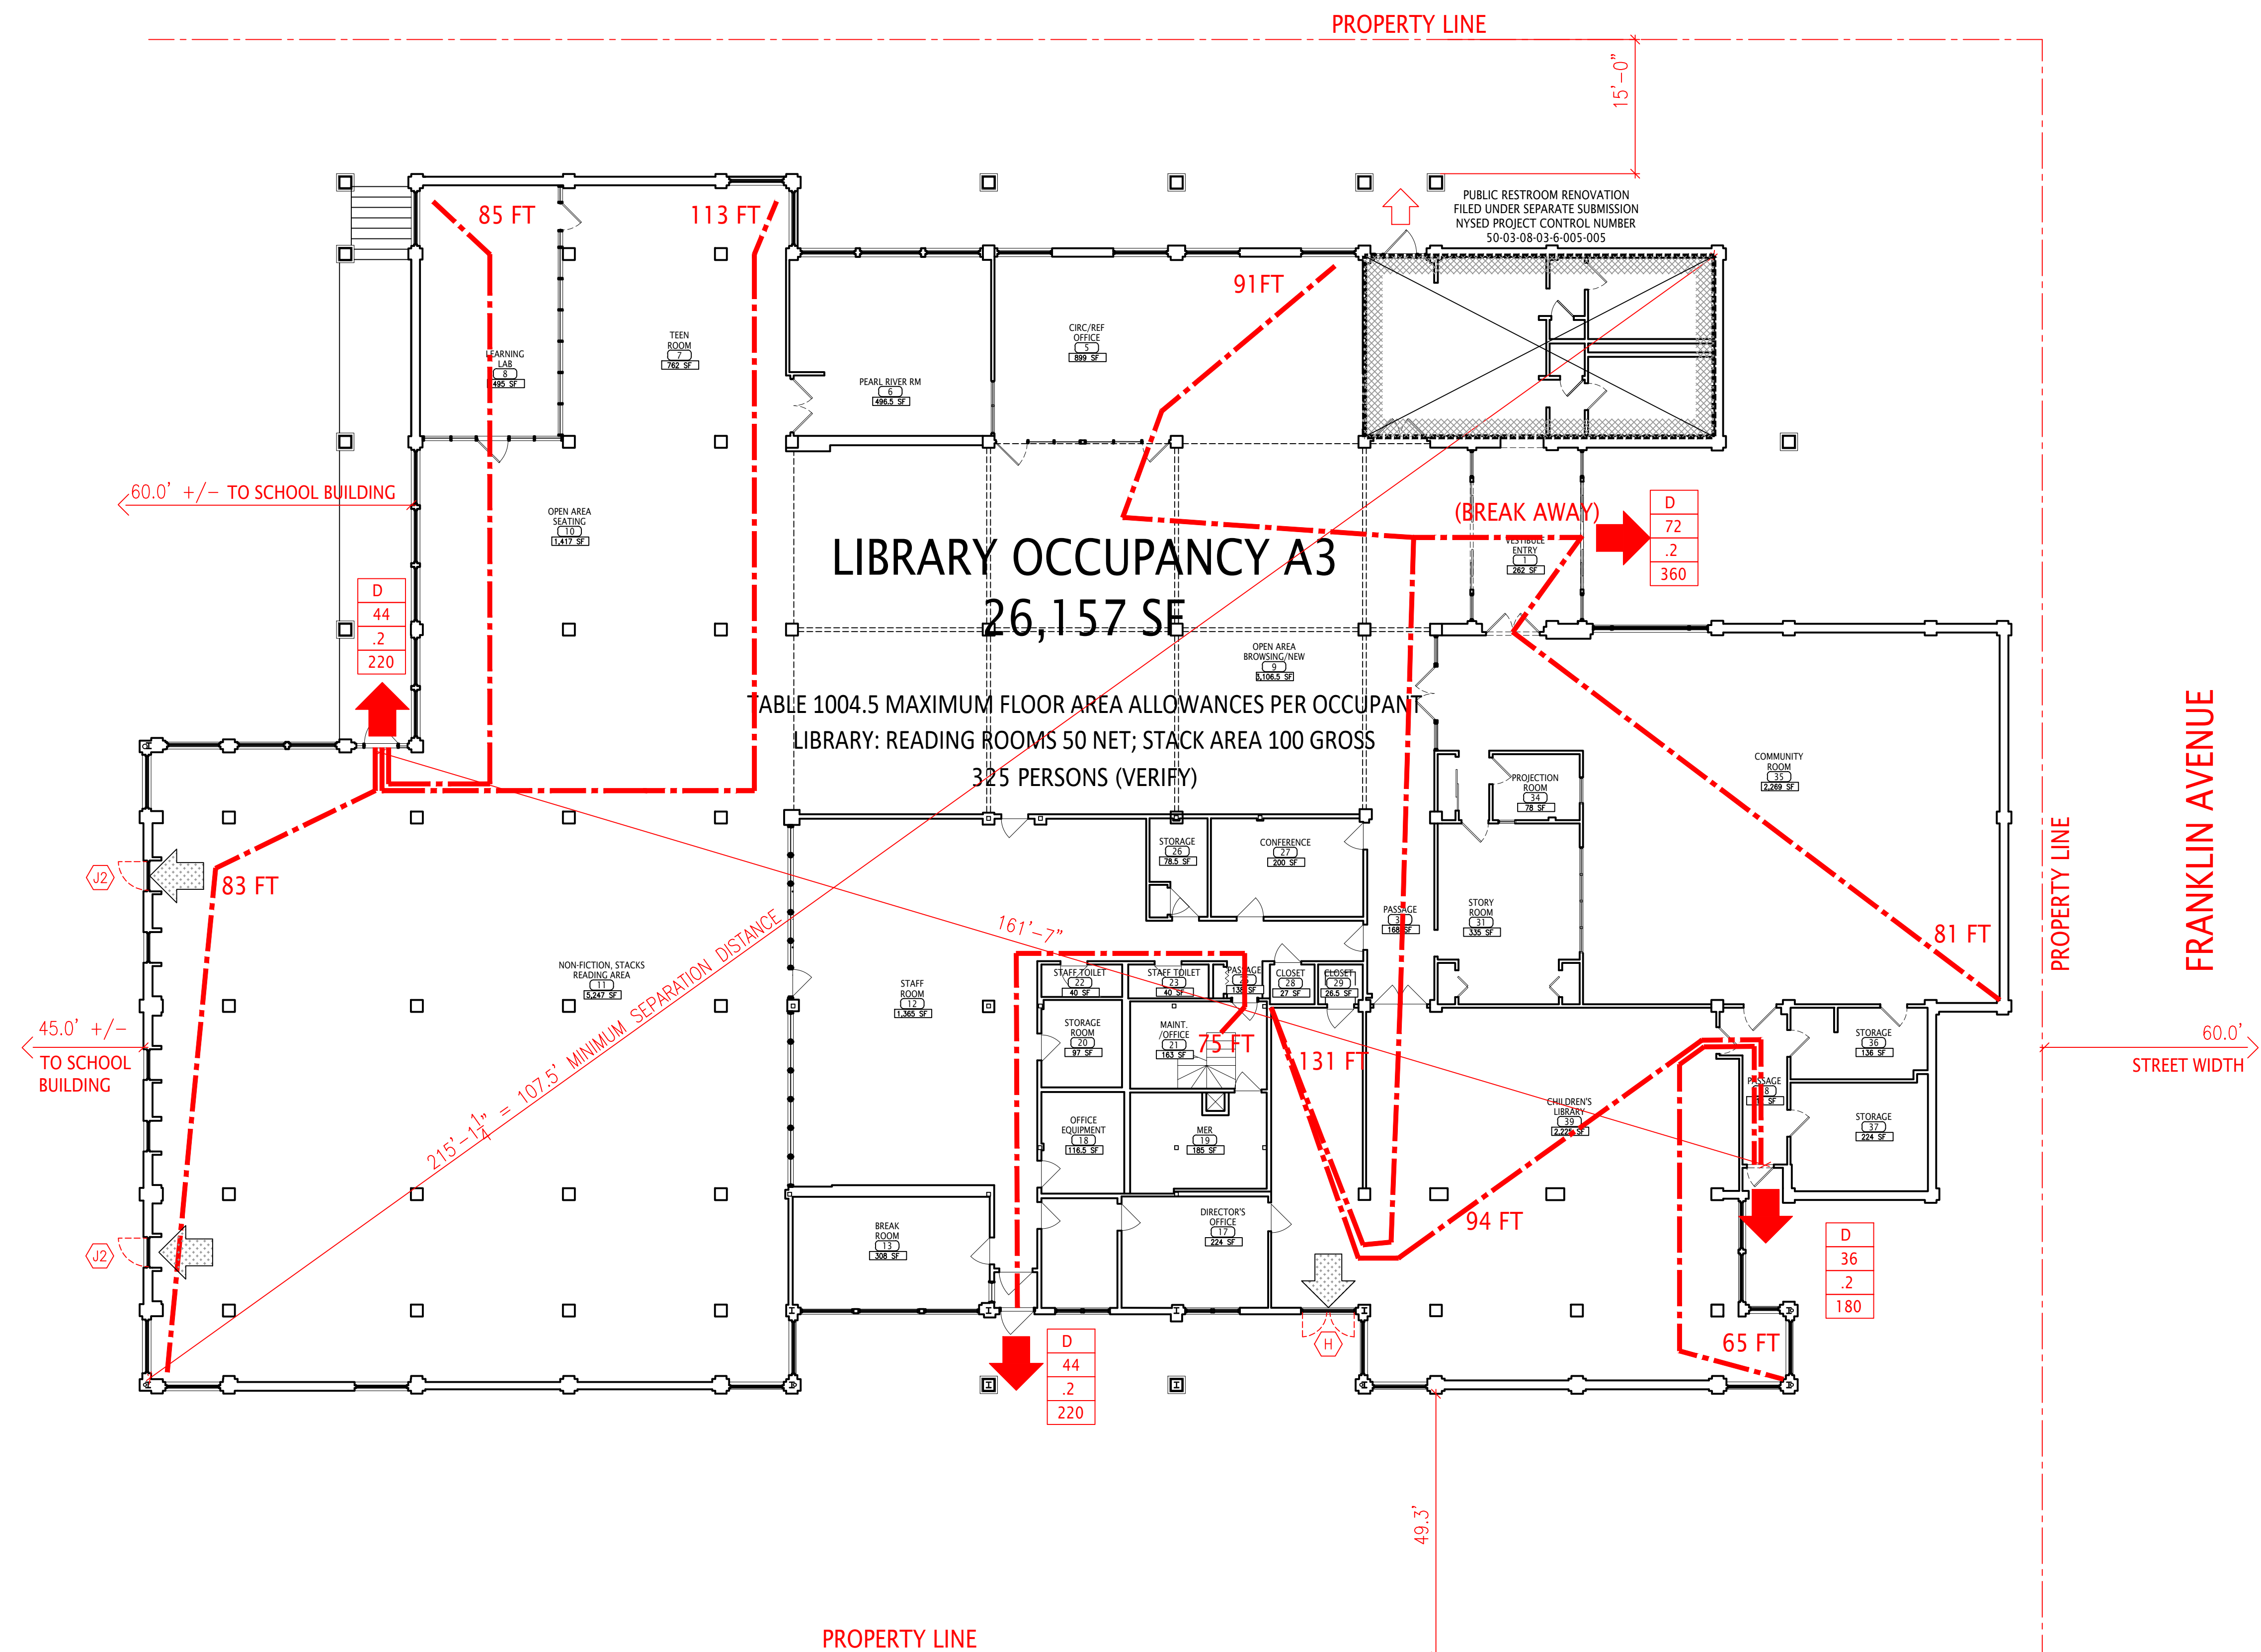 PROPERTY LINE
15'-0"
PUBLIC RESTROOM RENOVATION
FILED UNDER SEPARATE SUBMISSION
NYSED PROJECT CONTROL NUMBER
50-03-08-03-6-005-005
85 FT
113 FT
91FT
CIRC/REF
OFFICE
5
899 SF
TEEN
ROOM
7
762 SF
LEARNING
LAB
8
495 SF
PEARL RIVER RM
6
496.5 SF
60.0' +/- TO SCHOOL BUILDING
OPEN AREA
SEATING
10
1,417 SF
(BREAK AWAY)
D
72
.2
360
VESTIBULE
ENTRY
1
262 SF
LIBRARY OCCUPANCY A3
26,157 SF
D
44
.2
220
OPEN AREA
BROWSING/NEW
9
3,106.5 SF
TABLE 1004.5 MAXIMUM FLOOR AREA ALLOWANCES PER OCCUPANT
LIBRARY: READING ROOMS 50 NET; STACK AREA 100 GROSS
325 PERSONS (VERIFY)
COMMUNITY
ROOM
35
2,269 SF
PROJECTION
ROOM
34
78 SF
FRANKLIN AVENUE
PROPERTY LINE
STORAGE
26
78.5 SF
CONFERENCE
27
200 SF
J2
83 FT
PASSAGE
168 SF
STORY
ROOM
31
335 SF
81 FT
161'-7"
215'-1 1/4" = 107.5' MINIMUM SEPARATION DISTANCE
NON-FICTION, STACKS
READING AREA
11
5,247 SF
STAFF
ROOM
12
1,365 SF
STAFF TOILET
22
40 SF
STAFF TOILET
23
40 SF
PASSAGE
CLOSET
28
27 SF
CLOSET
29
26.5 SF
45.0' +/-
TO SCHOOL
BUILDING
STORAGE
ROOM
20
97 SF
MAINT.
/OFFICE
21
163 SF
75 FT
131 FT
STORAGE
36
136 SF
60.0'
STREET WIDTH
PASSAGE
SF
CHILDREN'S
LIBRARY
39
2,225 SF
OFFICE
EQUIPMENT
18
116.5 SF
MER
19
185 SF
STORAGE
37
224 SF
J2
BREAK
ROOM
13
308 SF
DIRECTOR'S
OFFICE
17
224 SF
94 FT
D
36
.2
180
H
65 FT
D
44
.2
220
49.3'
PROPERTY LINE